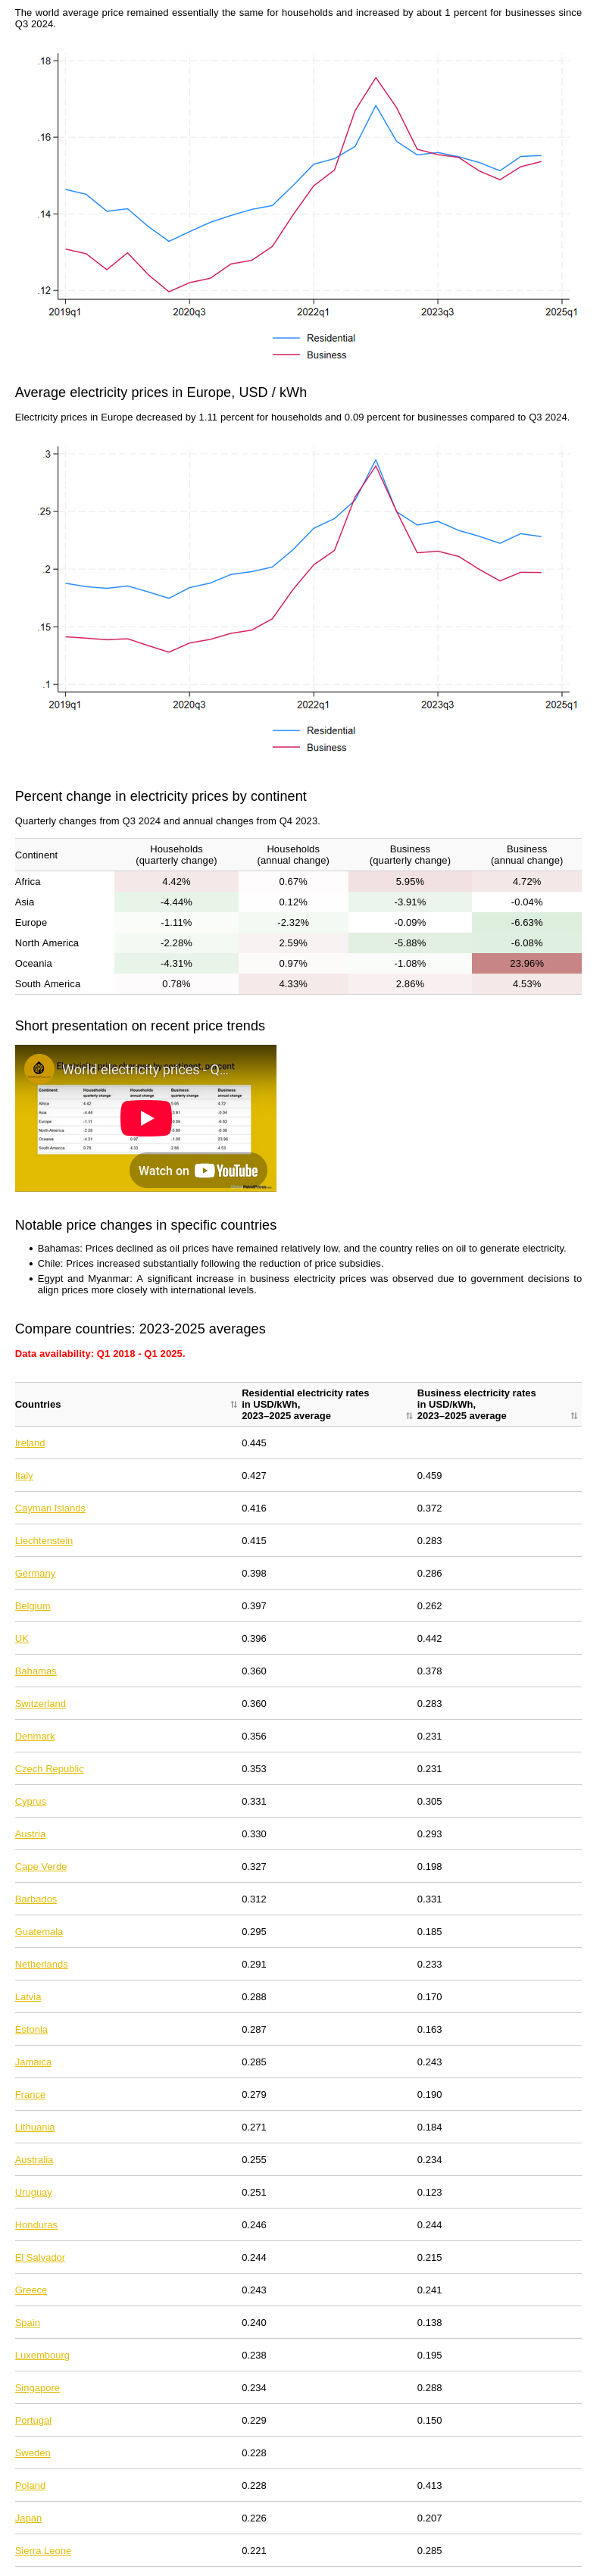 The world average price remained essentially the same for households and increased by about 1 percent for businesses since
Q3 2024.
.18
.16
.14
.12
2019q1 2020q3 2022q1 2023q3 2025q1
Residential
Business
Average electricity prices in Europe, USD / kWh
Electricity prices in Europe decreased by 1.11 percent for households and 0.09 percent for businesses compared to Q3 2024.
.3
.25
.2
.15
.1
2019q1 2020q3 2022q1 2023q3 2025q1
Residential
Business
Percent change in electricity prices by continent
Quarterly changes from Q3 2024 and annual changes from Q4 2023.
Continent Households (quarterly change) Households (annual change) Business (quarterly change) Business (annual change)
Africa 4.42% 0.67% 5.95% 4.72%
Asia -4.44% 0.12% -3.91% -0.04%
Europe -1.11% -2.32% -0.09% -6.63%
North America -2.28% 2.59% -5.88% -6.08%
Oceania -4.31% 0.97% -1.08% 23.96%
South America 0.78% 4.33% 2.86% 4.53%
Short presentation on recent price trends
World electricity prices - Q...
Watch on YouTube
Notable price changes in specific countries
Bahamas: Prices declined as oil prices have remained relatively low, and the country relies on oil to generate electricity.
Chile: Prices increased substantially following the reduction of price subsidies.
Egypt and Myanmar: A significant increase in business electricity prices was observed due to government decisions to
align prices more closely with international levels.
Compare countries: 2023-2025 averages
Data availability: Q1 2018 - Q1 2025.
Countries Residential electricity rates in USD/kWh, 2023–2025 average Business electricity rates in USD/kWh, 2023–2025 average
Ireland 0.445
Italy 0.427 0.459
Cayman Islands 0.416 0.372
Liechtenstein 0.415 0.283
Germany 0.398 0.286
Belgium 0.397 0.262
UK 0.396 0.442
Bahamas 0.360 0.378
Switzerland 0.360 0.283
Denmark 0.356 0.231
Czech Republic 0.353 0.231
Cyprus 0.331 0.305
Austria 0.330 0.293
Cape Verde 0.327 0.198
Barbados 0.312 0.331
Guatemala 0.295 0.185
Netherlands 0.291 0.233
Latvia 0.288 0.170
Estonia 0.287 0.163
Jamaica 0.285 0.243
France 0.279 0.190
Lithuania 0.271 0.184
Australia 0.255 0.234
Uruguay 0.251 0.123
Honduras 0.246 0.244
El Salvador 0.244 0.215
Greece 0.243 0.241
Spain 0.240 0.138
Luxembourg 0.238 0.195
Singapore 0.234 0.288
Portugal 0.229 0.150
Sweden 0.228
Poland 0.228 0.413
Japan 0.226 0.207
Sierra Leone 0.221 0.285